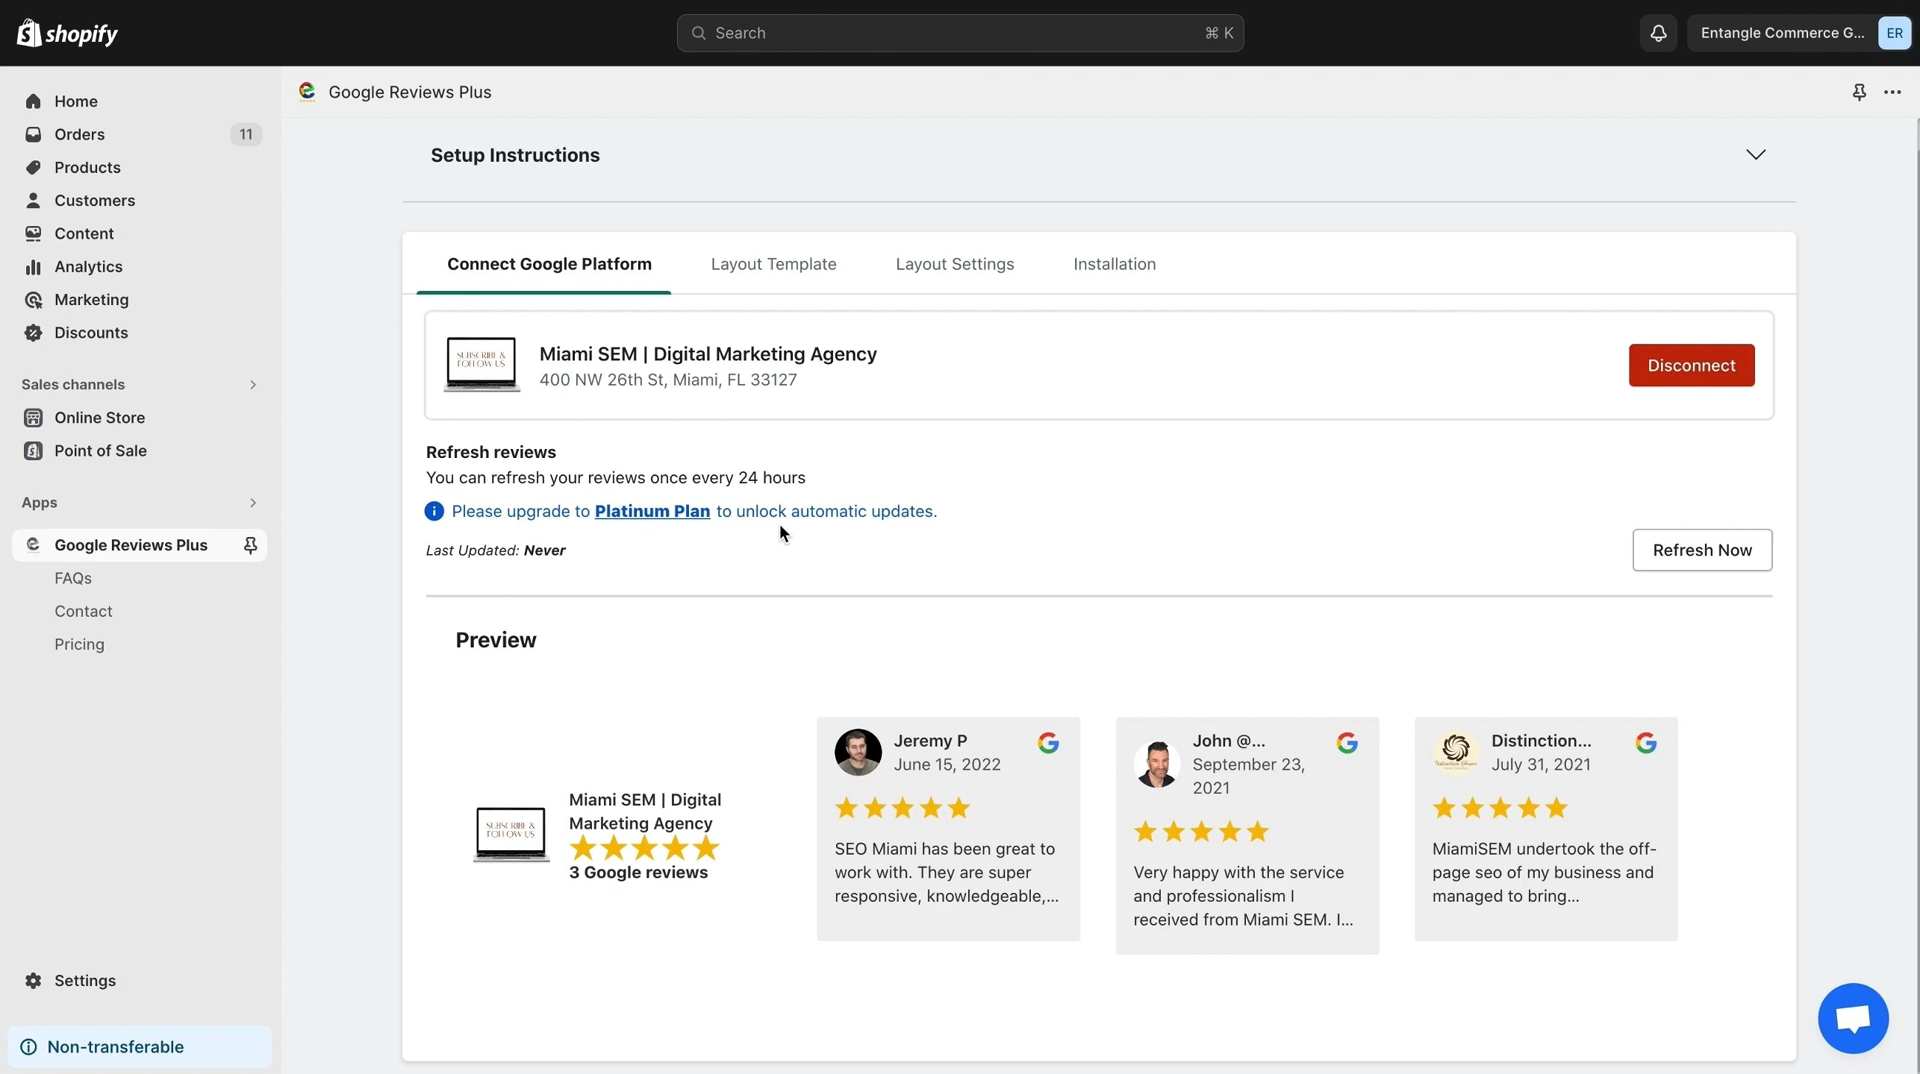 shopify
Search
⌘ K
Entangle Commerce G...
ER
Home
Orders
11
Products
Customers
Content
Analytics
Marketing
Discounts
Sales channels
Online Store
Point of Sale
Apps
Google Reviews Plus
FAQs
Contact
Pricing
Settings
Non-transferable
Google Reviews Plus
Setup Instructions
Connect Google Platform
Layout Template
Layout Settings
Installation
SUBSCRIBE &
FOLLOW US
Miami SEM | Digital Marketing Agency
400 NW 26th St, Miami, FL 33127
Disconnect
Refresh reviews
You can refresh your reviews once every 24 hours
Please upgrade to Platinum Plan to unlock automatic updates.
Last Updated: Never
Refresh Now
Preview
SUBSCRIBE &
FOLLOW US
Miami SEM | Digital
Marketing Agency
3 Google reviews
Jeremy P
June 15, 2022
SEO Miami has been great to
work with. They are super
responsive, knowledgeable,...
John @...
September 23,
2021
Very happy with the service
and professionalism I
received from Miami SEM. I...
Distinction...
July 31, 2021
MiamiSEM undertook the off-
page seo of my business and
managed to bring...